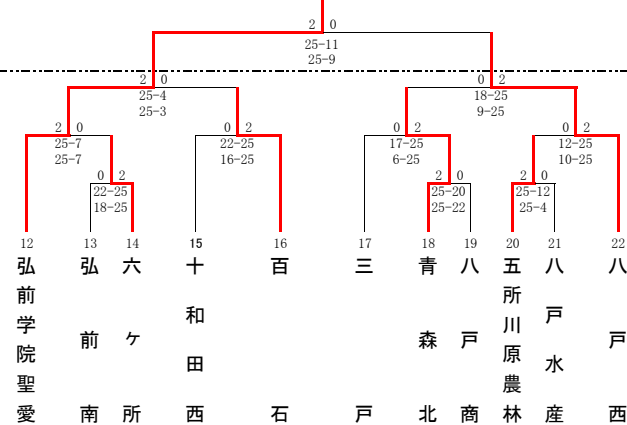 2 0
25-11
25-9
2 0
25-4
25-3
0 2
18-25
9-25
2 0
25-7
25-7
0 2
22-25
16-25
0 2
17-25
6-25
0 2
12-25
10-25
0 2
22-25
18-25
2 0
25-20
25-22
2 0
25-12
25-4
12 13 14 15 16 17 18 19 20 21 22
弘前学院聖愛
弘前南
六ヶ所
十和田西
百石
三戸
青森北
八戸商
五所川原農林
八戸水産
八戸西